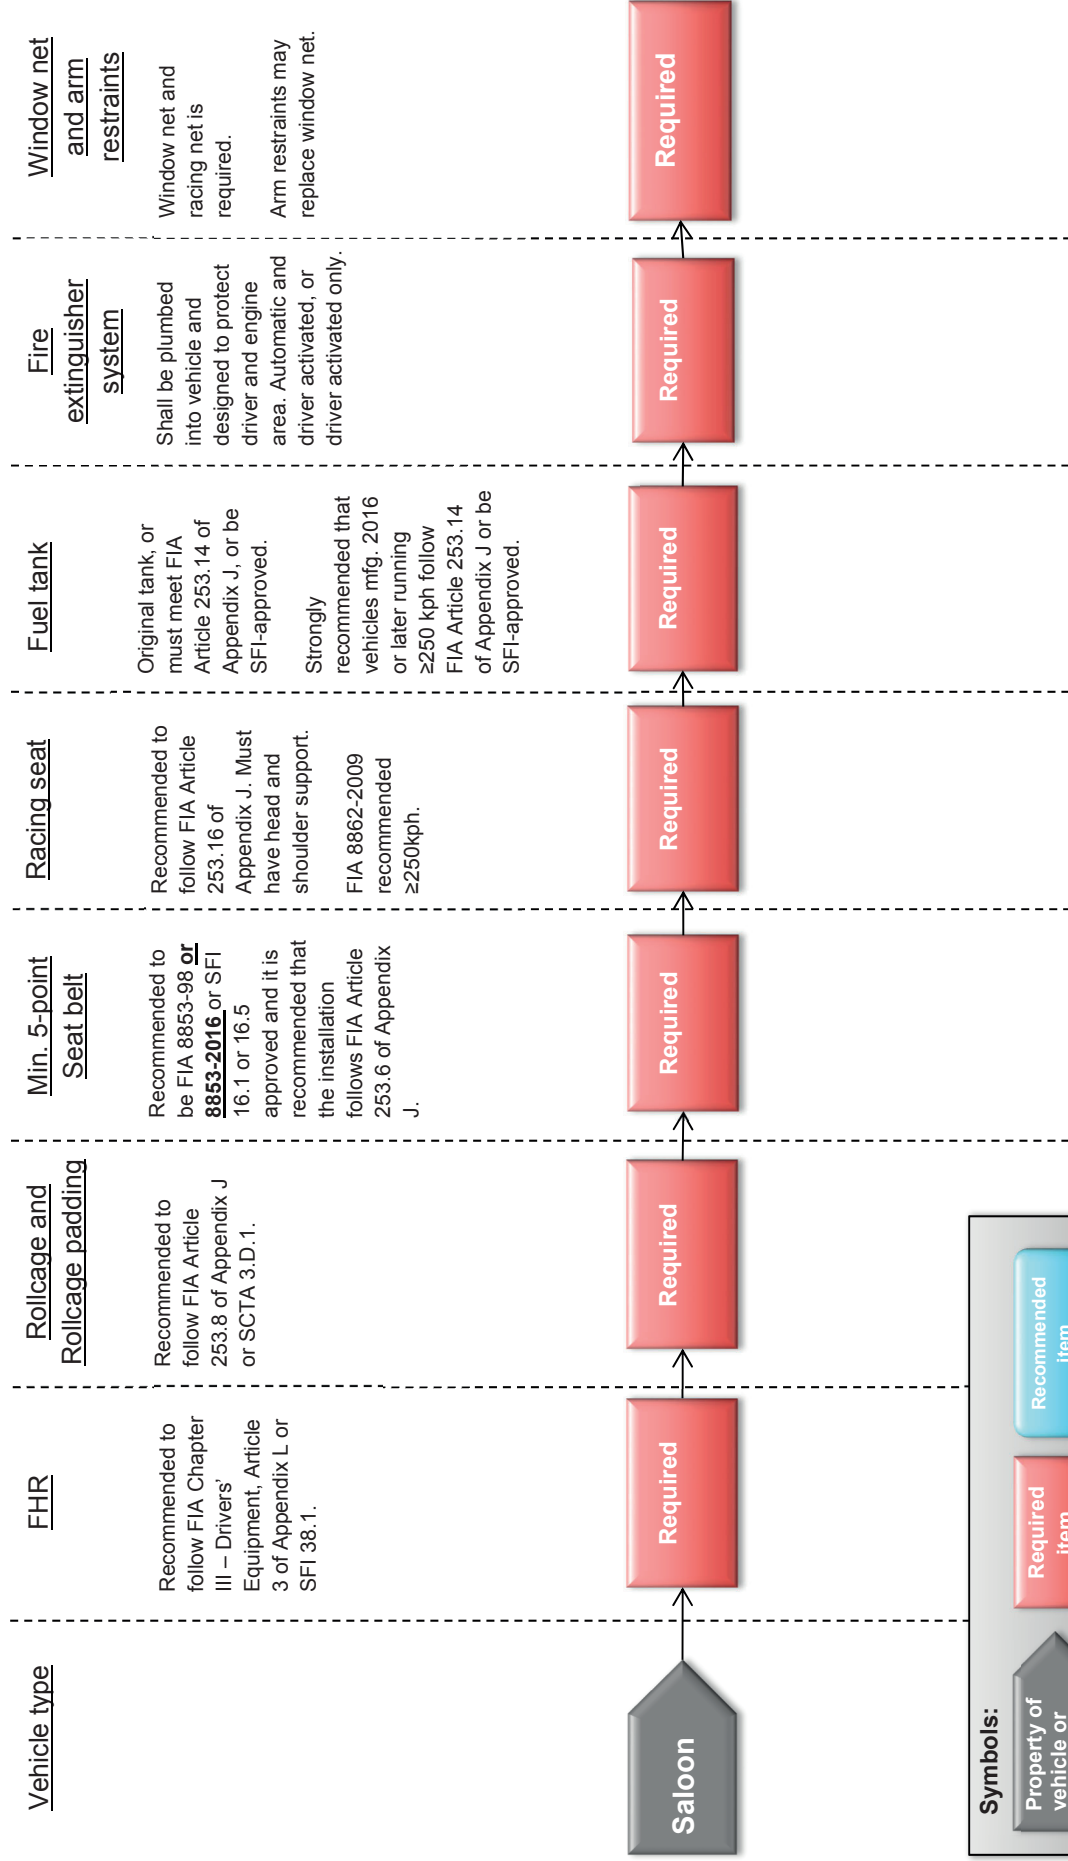 Vehicle type
FHR
Recommended to
follow FIA Chapter
III – Drivers’
Equipment, Article
3 of Appendix L or
SFI 38.1.
Rollcage and
Rollcage padding
Recommended to
follow FIA Article
253.8 of Appendix J
or SCTA 3.D.1.
Min. 5-point
Seat belt
Recommended to
be FIA 8853-98 or
8853-2016 or SFI
16.1 or 16.5
approved and it is
recommended that
the installation
follows FIA Article
253.6 of Appendix
J.
Racing seat
Recommended to
follow FIA Article
253.16 of
Appendix J. Must
have head and
shoulder support.
FIA 8862-2009
recommended
≥250kph.
Fuel tank
Original tank, or
must meet FIA
Article 253.14 of
Appendix J, or be
SFI-approved.
Strongly
recommended that
vehicles mfg. 2016
or later running
≥250 kph follow
FIA Article 253.14
of Appendix J or be
SFI-approved.
Fire
extinguisher
system
Shall be plumbed
into vehicle and
designed to protect
driver and engine
area. Automatic and
driver activated, or
driver activated only.
Window net
and arm
restraints
Window net and
racing net is
required.
Arm restraints may
replace window net.
Saloon
Required
Required
Required
Required
Required
Required
Required
Symbols:
Property of
vehicle or
Required
item
Recommended
item